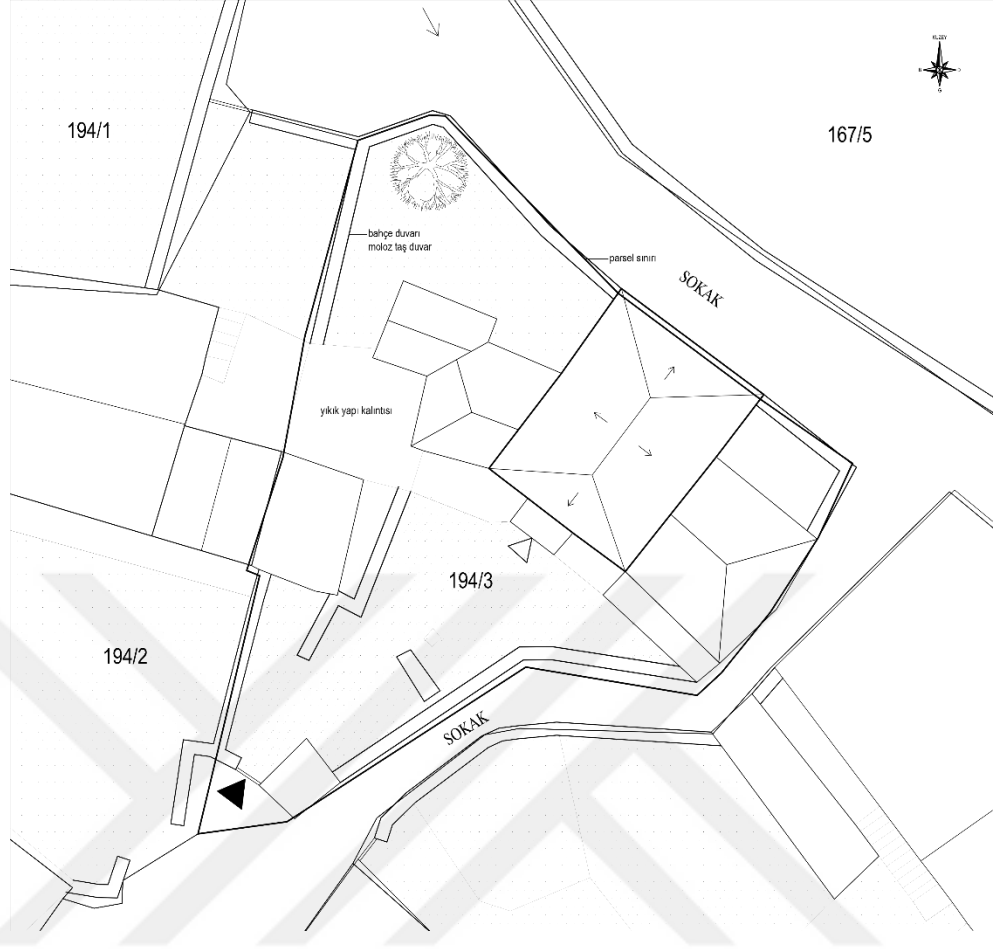 KUZEY
194/1
167/5
bahçe duvarı
moloz taş duvar
parsel sınırı
SOKAK
yıkık yapı kalıntısı
194/3
194/2
SOKAK